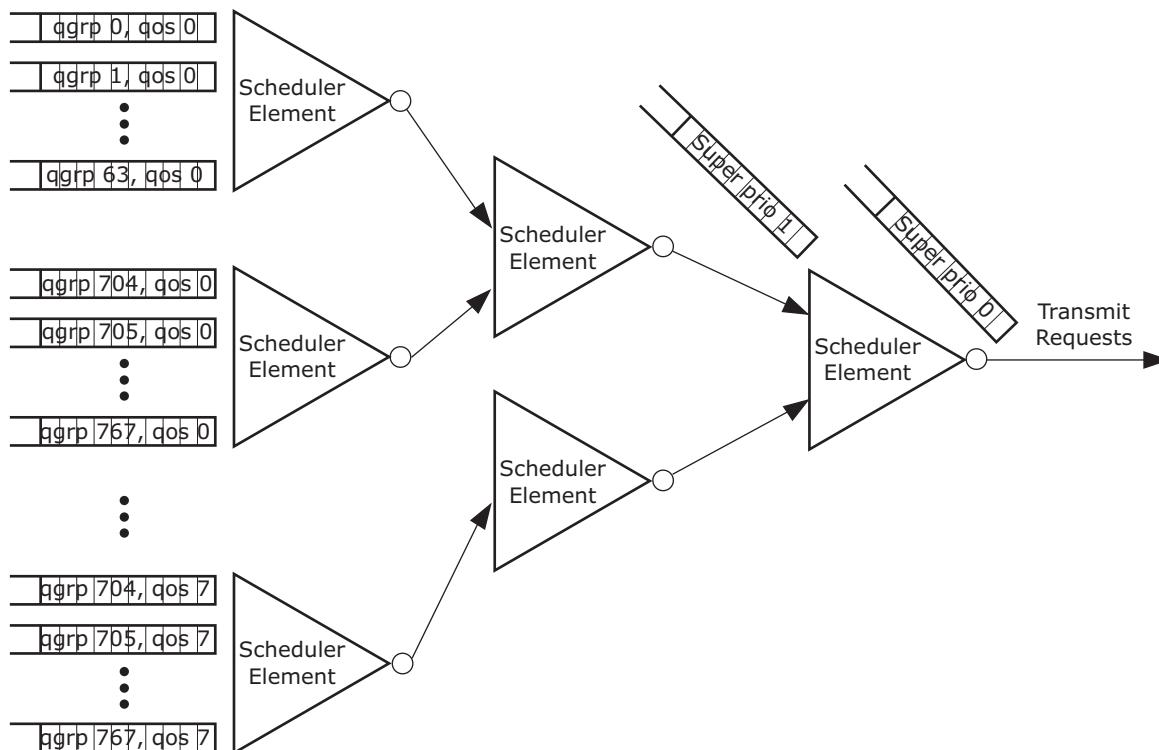 qgrp 0, qos 0
qgrp 1, qos 0
qgrp 63, qos 0
Scheduler
Element
qgrp 704, qos 0
qgrp 705, qos 0
qgrp 767, qos 0
Scheduler
Element
qgrp 704, qos 7
qgrp 705, qos 7
qgrp 767, qos 7
Scheduler
Element
Scheduler
Element
Scheduler
Element
Super prio 1
Super prio 0
Scheduler
Element
Transmit
Requests